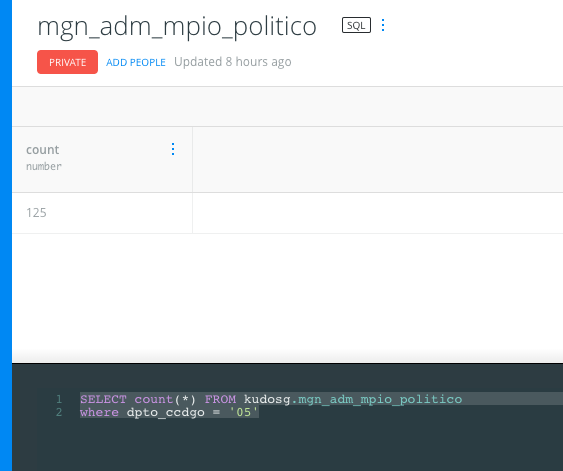 mgn_adm_mpio_politico SQL
PRIVATE ADD PEOPLE Updated 8 hours ago
count
number
125
1 SELECT count(*) FROM kudosg.mgn_adm_mpio_politico
2 where dpto_ccdgo = '05'